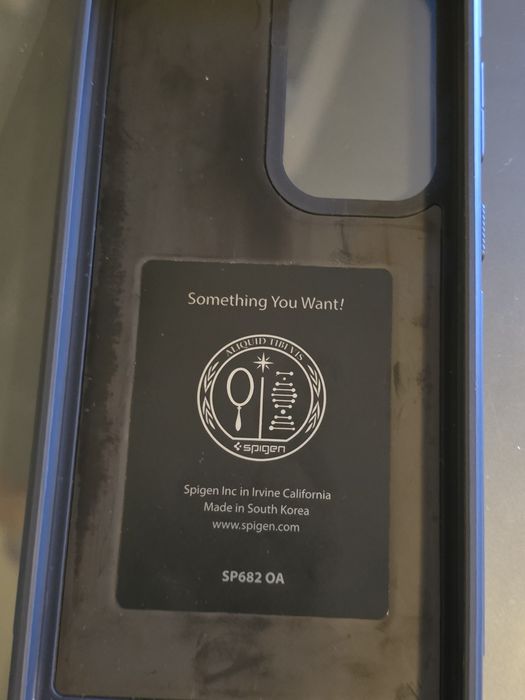 Something You Want!
ALIQUID TIBI VIS
spigen
Spigen Inc in Irvine California
Made in South Korea
www.spigen.com
SP682 OA